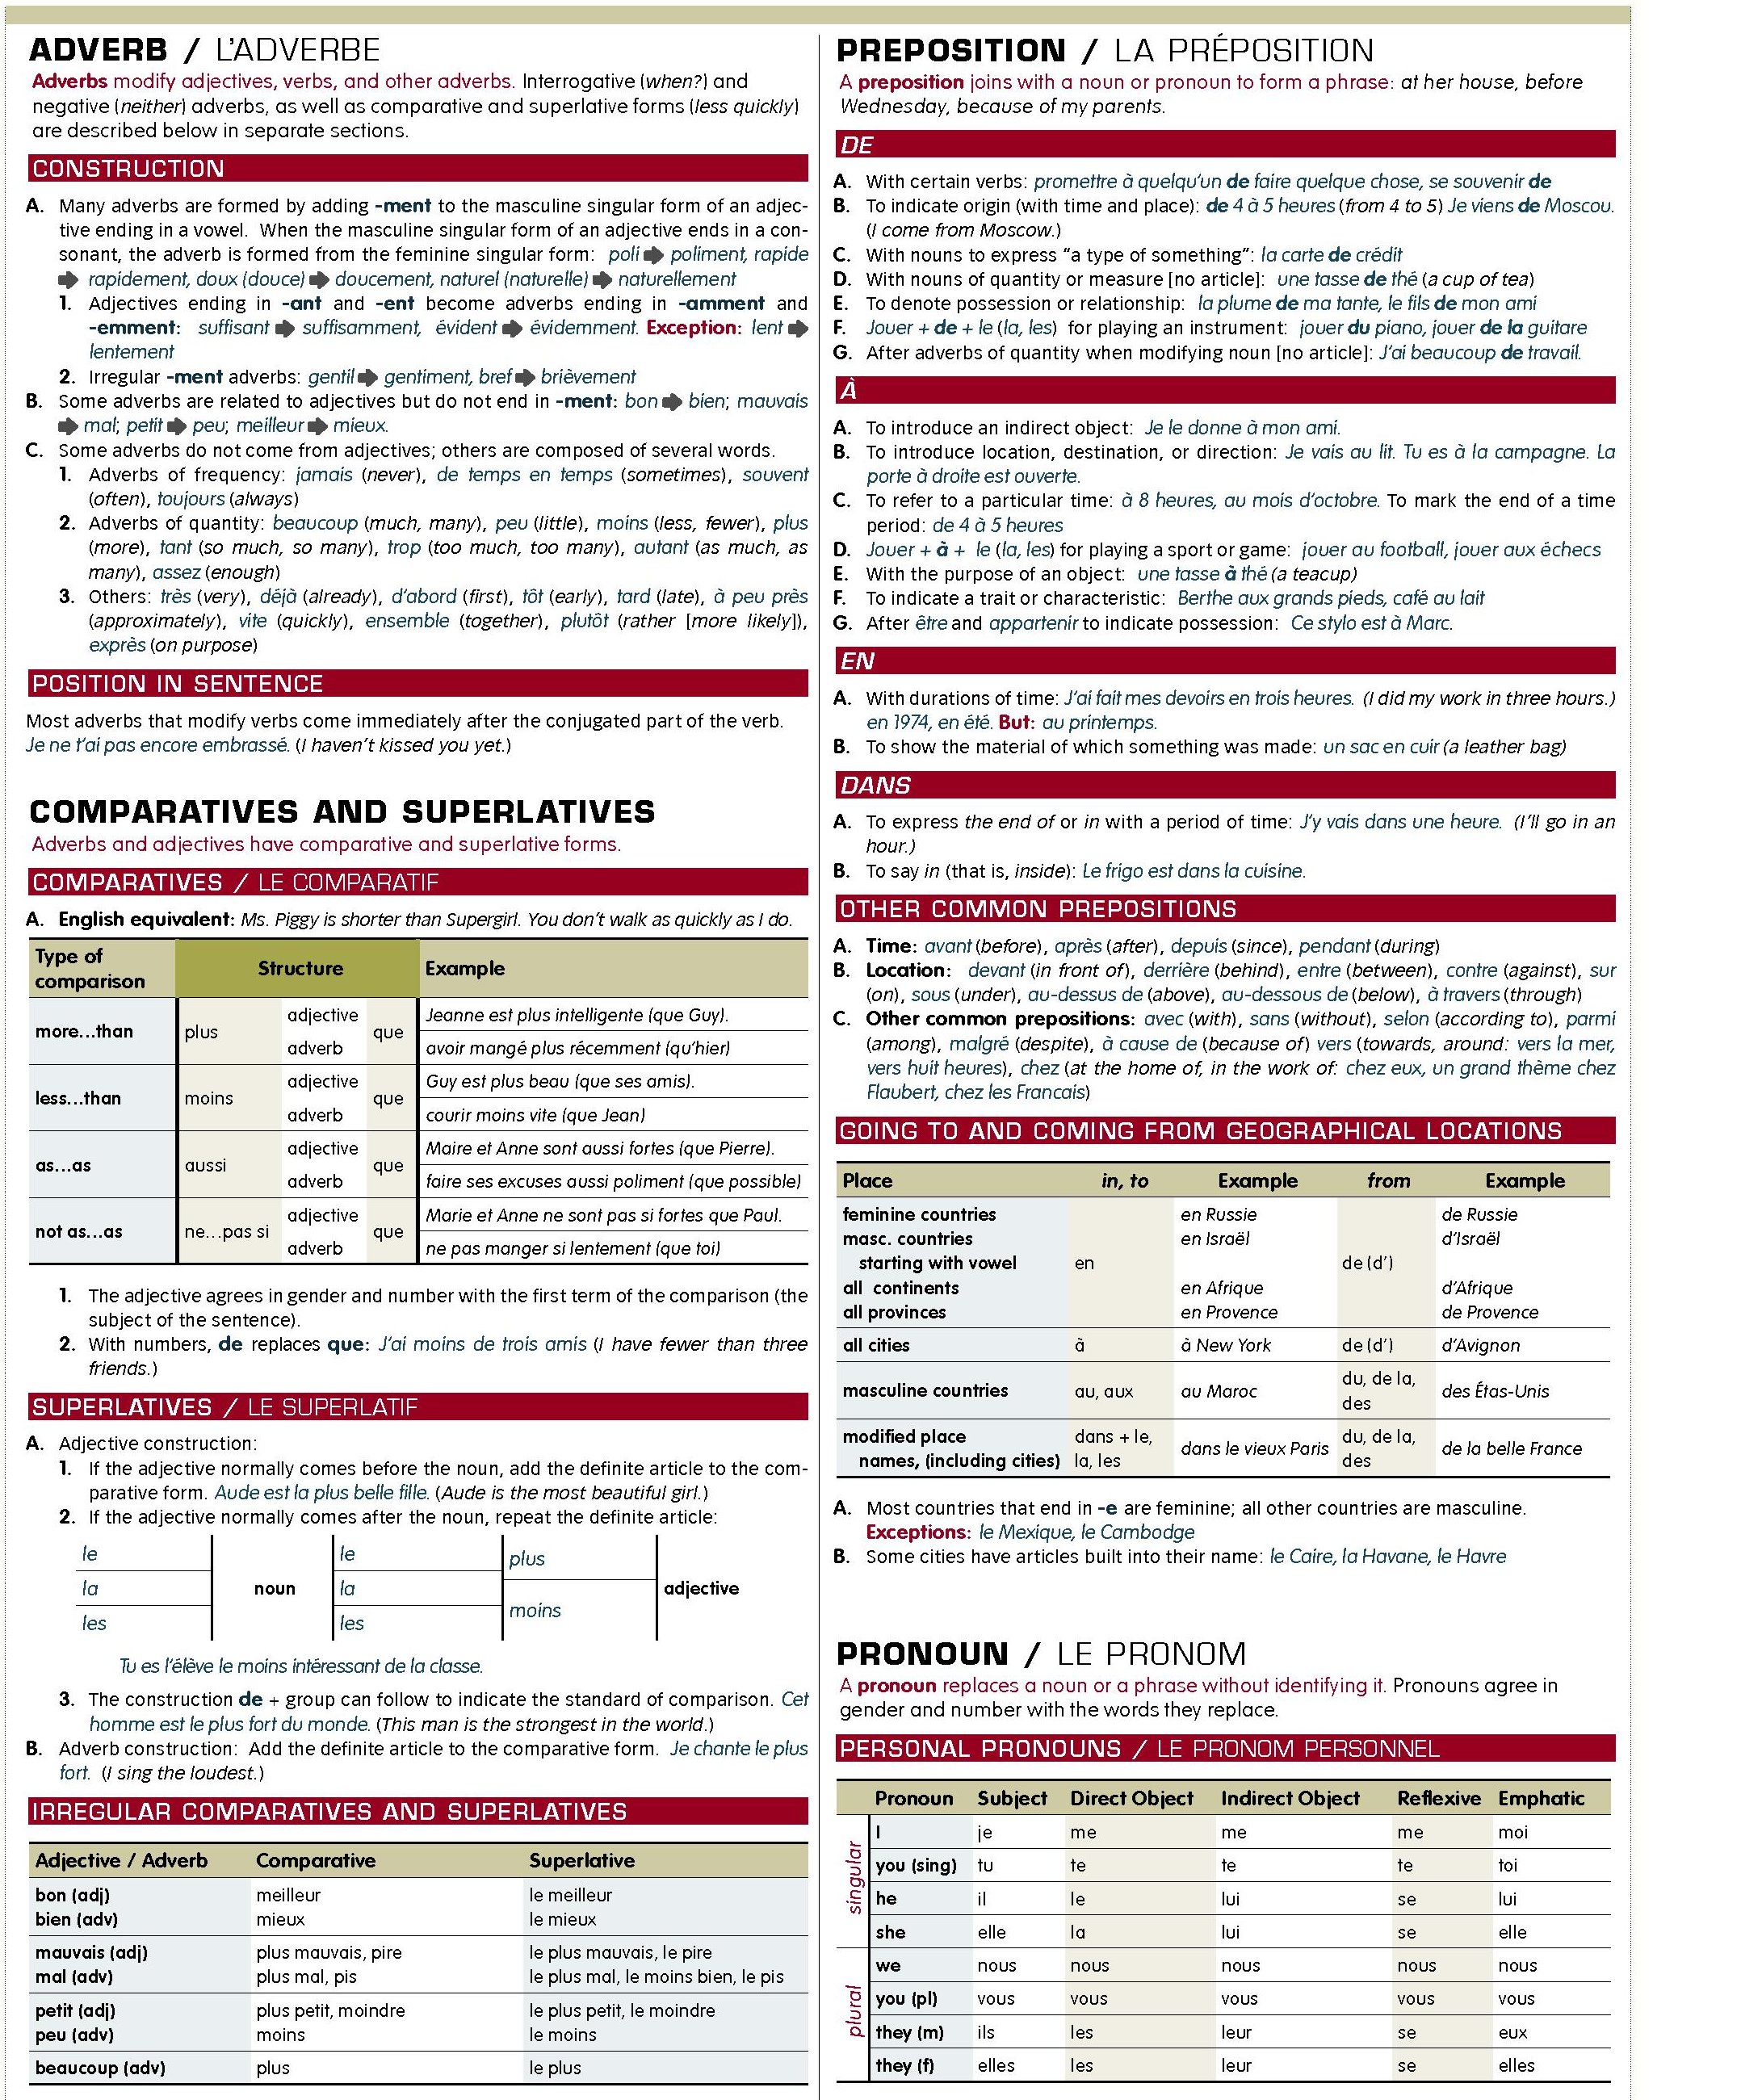 ADVERB / L'ADVERBE
Adverbs modify adjectives, verbs, and other adverbs. Interrogative (when?) and
negative (neither) adverbs, as well as comparative and superlative forms (less quickly)
are described below in separate sections.
CONSTRUCTION
A. Many adverbs are formed by adding -ment to the masculine singular form of an adjec-
tive ending in a vowel. When the masculine singular form of an adjective ends in a con-
sonant, the adverb is formed from the feminine singular form: poli ➡ poliment, rapide
➡ rapidement, doux (douce) ➡ doucement, naturel (naturelle) ➡ naturellement
1. Adjectives ending in -ant and -ent become adverbs ending in -amment and
-emment: suffisant ➡ suffisamment, évident ➡ évidemment. Exception: lent ➡
lentement
2. Irregular -ment adverbs: gentil ➡ gentiment, bref ➡ brièvement
B. Some adverbs are related to adjectives but do not end in -ment: bon ➡ bien; mauvais
➡ mal; petit ➡ peu; meilleur ➡ mieux.
C. Some adverbs do not come from adjectives; others are composed of several words.
1. Adverbs of frequency: jamais (never), de temps en temps (sometimes), souvent
(often), toujours (always)
2. Adverbs of quantity: beaucoup (much, many), peu (little), moins (less, fewer), plus
(more), tant (so much, so many), trop (too much, too many), autant (as much, as
many), assez (enough)
3. Others: très (very), déjà (already), d'abord (first), tôt (early), tard (late), à peu près
(approximately), vite (quickly), ensemble (together), plutôt (rather [more likely]),
exprès (on purpose)
POSITION IN SENTENCE
Most adverbs that modify verbs come immediately after the conjugated part of the verb.
Je ne t'ai pas encore embrassé. (I haven't kissed you yet.)
COMPARATIVES AND SUPERLATIVES
Adverbs and adjectives have comparative and superlative forms.
COMPARATIVES / LE COMPARATIF
A. English equivalent: Ms. Piggy is shorter than Supergirl. You don't walk as quickly as I do.
Type of comparison Structure Example
more...than plus adjective que Jeanne est plus intelligente (que Guy).
adverb avoir mangé plus récemment (qu'hier)
less...than moins adjective que Guy est plus beau (que ses amis).
adverb courir moins vite (que Jean)
as...as aussi adjective que Maire et Anne sont aussi fortes (que Pierre).
adverb faire ses excuses aussi poliment (que possible)
not as...as ne...pas si adjective que Marie et Anne ne sont pas si fortes que Paul.
adverb ne pas manger si lentement (que toi)
1. The adjective agrees in gender and number with the first term of the comparison (the
subject of the sentence).
2. With numbers, de replaces que: J'ai moins de trois amis (I have fewer than three
friends.)
SUPERLATIVES / LE SUPERLATIF
A. Adjective construction:
1. If the adjective normally comes before the noun, add the definite article to the com-
parative form. Aude est la plus belle fille. (Aude is the most beautiful girl.)
2. If the adjective normally comes after the noun, repeat the definite article:
le le plus
la noun la adjective
les les moins
Tu es l'élève le moins intéressant de la classe.
3. The construction de + group can follow to indicate the standard of comparison. Cet
homme est le plus fort du monde. (This man is the strongest in the world.)
B. Adverb construction: Add the definite article to the comparative form. Je chante le plus
fort. (I sing the loudest.)
IRREGULAR COMPARATIVES AND SUPERLATIVES
Adjective / Adverb Comparative Superlative
bon (adj) meilleur le meilleur
bien (adv) mieux le mieux
mauvais (adj) plus mauvais, pire le plus mauvais, le pire
mal (adv) plus mal, pis le plus mal, le moins bien, le pis
petit (adj) plus petit, moindre le plus petit, le moindre
peu (adv) moins le moins
beaucoup (adv) plus le plus
PREPOSITION / LA PRÉPOSITION
A preposition joins with a noun or pronoun to form a phrase: at her house, before
Wednesday, because of my parents.
DE
A. With certain verbs: promettre à quelqu'un de faire quelque chose, se souvenir de
B. To indicate origin (with time and place): de 4 à 5 heures (from 4 to 5) Je viens de Moscou.
(I come from Moscow.)
C. With nouns to express "a type of something": la carte de crédit
D. With nouns of quantity or measure [no article]: une tasse de thé (a cup of tea)
E. To denote possession or relationship: la plume de ma tante, le fils de mon ami
F. Jouer + de + le (la, les) for playing an instrument: jouer du piano, jouer de la guitare
G. After adverbs of quantity when modifying noun [no article]: J'ai beaucoup de travail.
À
A. To introduce an indirect object: Je le donne à mon ami.
B. To introduce location, destination, or direction: Je vais au lit. Tu es à la campagne. La
porte à droite est ouverte.
C. To refer to a particular time: à 8 heures, au mois d'octobre. To mark the end of a time
period: de 4 à 5 heures
D. Jouer + à + le (la, les) for playing a sport or game: jouer au football, jouer aux échecs
E. With the purpose of an object: une tasse à thé (a teacup)
F. To indicate a trait or characteristic: Berthe aux grands pieds, café au lait
G. After être and appartenir to indicate possession: Ce stylo est à Marc.
EN
A. With durations of time: J'ai fait mes devoirs en trois heures. (I did my work in three hours.)
en 1974, en été. But: au printemps.
B. To show the material of which something was made: un sac en cuir (a leather bag)
DANS
A. To express the end of or in with a period of time: J'y vais dans une heure. (I'll go in an
hour.)
B. To say in (that is, inside): Le frigo est dans la cuisine.
OTHER COMMON PREPOSITIONS
A. Time: avant (before), après (after), depuis (since), pendant (during)
B. Location: devant (in front of), derrière (behind), entre (between), contre (against), sur
(on), sous (under), au-dessus de (above), au-dessous de (below), à travers (through)
C. Other common prepositions: avec (with), sans (without), selon (according to), parmi
(among), malgré (despite), à cause de (because of) vers (towards, around: vers la mer,
vers huit heures), chez (at the home of, in the work of: chez eux, un grand thème chez
Flaubert, chez les Francais)
GOING TO AND COMING FROM GEOGRAPHICAL LOCATIONS
Place in, to Example from Example
feminine countries en Russie de Russie
masc. countries en Israël d'Israël
starting with vowel en de (d')
all continents en Afrique d'Afrique
all provinces en Provence de Provence
all cities à à New York de (d') d'Avignon
masculine countries au, aux au Maroc du, de la, des des Étas-Unis
modified place names, (including cities) dans + le, la, les dans le vieux Paris du, de la, des de la belle France
A. Most countries that end in -e are feminine; all other countries are masculine.
Exceptions: le Mexique, le Cambodge
B. Some cities have articles built into their name: le Caire, la Havane, le Havre
PRONOUN / LE PRONOM
A pronoun replaces a noun or a phrase without identifying it. Pronouns agree in
gender and number with the words they replace.
PERSONAL PRONOUNS / LE PRONOM PERSONNEL
Pronoun Subject Direct Object Indirect Object Reflexive Emphatic
singular
I je me me me moi
you (sing) tu te te te toi
he il le lui se lui
she elle la lui se elle
plural
we nous nous nous nous nous
you (pl) vous vous vous vous vous
they (m) ils les leur se eux
they (f) elles les leur se elles